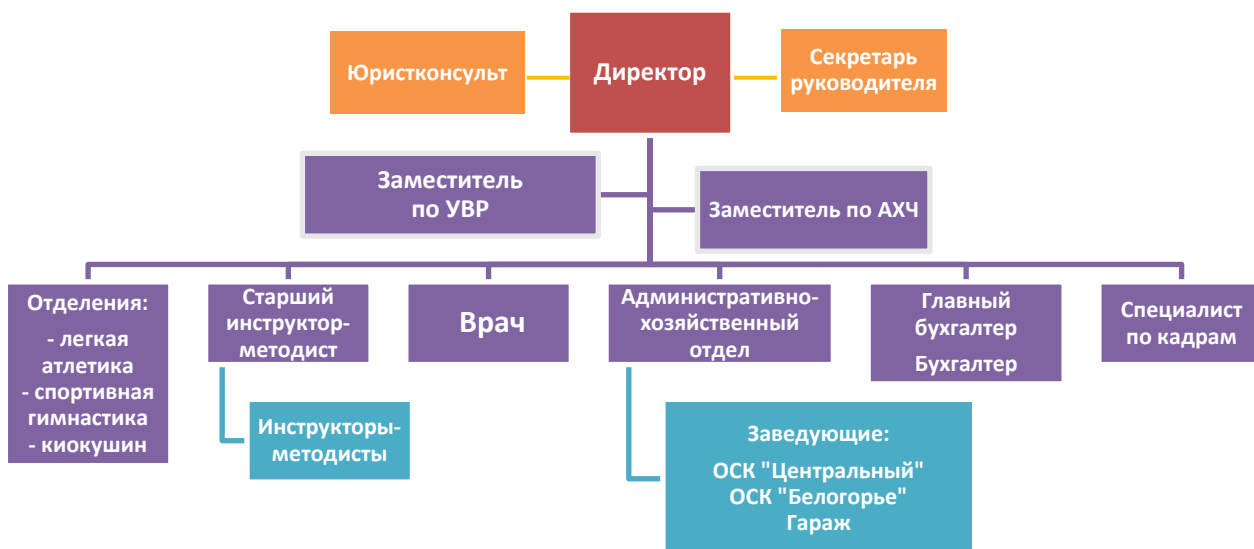 Юристконсульт
Директор
Секретарь
руководителя
Заместитель
по УВР
Заместитель по АХЧ
Отделения:
- легкая
атлетика
- спортивная
гимнастика
- киокушин
Старший
инструктор-
методист
Врач
Административно-
хозяйственный
отдел
Главный
бухгалтер
Бухгалтер
Специалист
по кадрам
Инструкторы-
методисты
Заведующие:
ОСК "Центральный"
ОСК "Белогорье"
Гараж